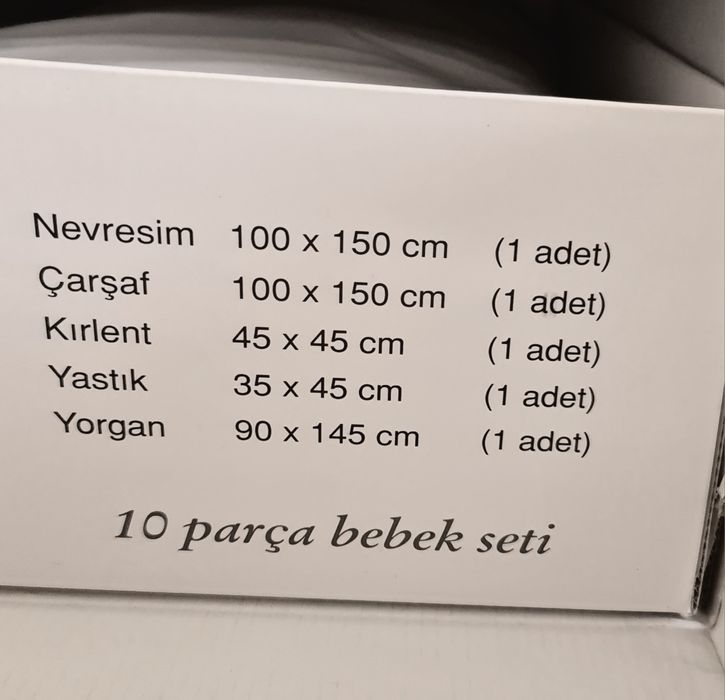 Nevresim 100 x 150 cm (1 adet)
Çarşaf 100 x 150 cm (1 adet)
Kırlent 45 x 45 cm (1 adet)
Yastık 35 x 45 cm (1 adet)
Yorgan 90 x 145 cm (1 adet)
10 parça bebek seti